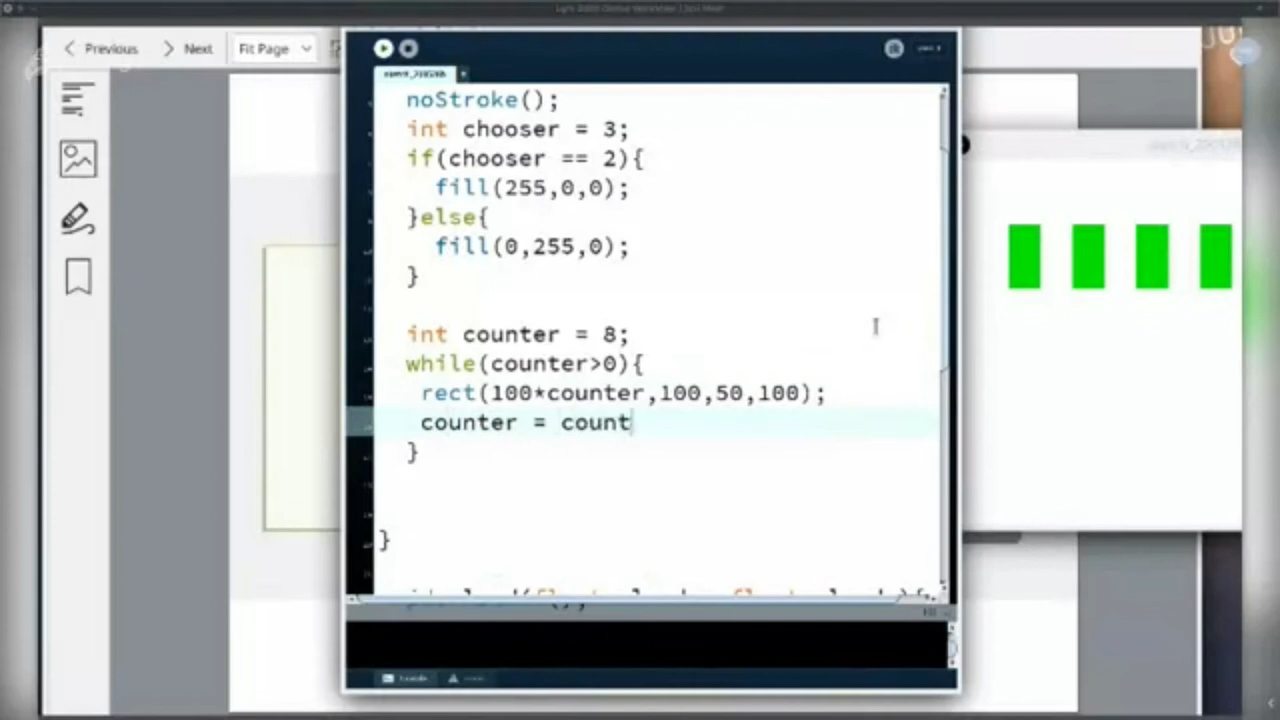 Previous
Next
Fit Page
noStroke();
int chooser = 3;
if(chooser == 2){
fill(255,0,0);
}else{
fill(0,255,0);
}
int counter = 8;
while(counter>0){
rect(100*counter,100,50,100);
counter = count
}
}